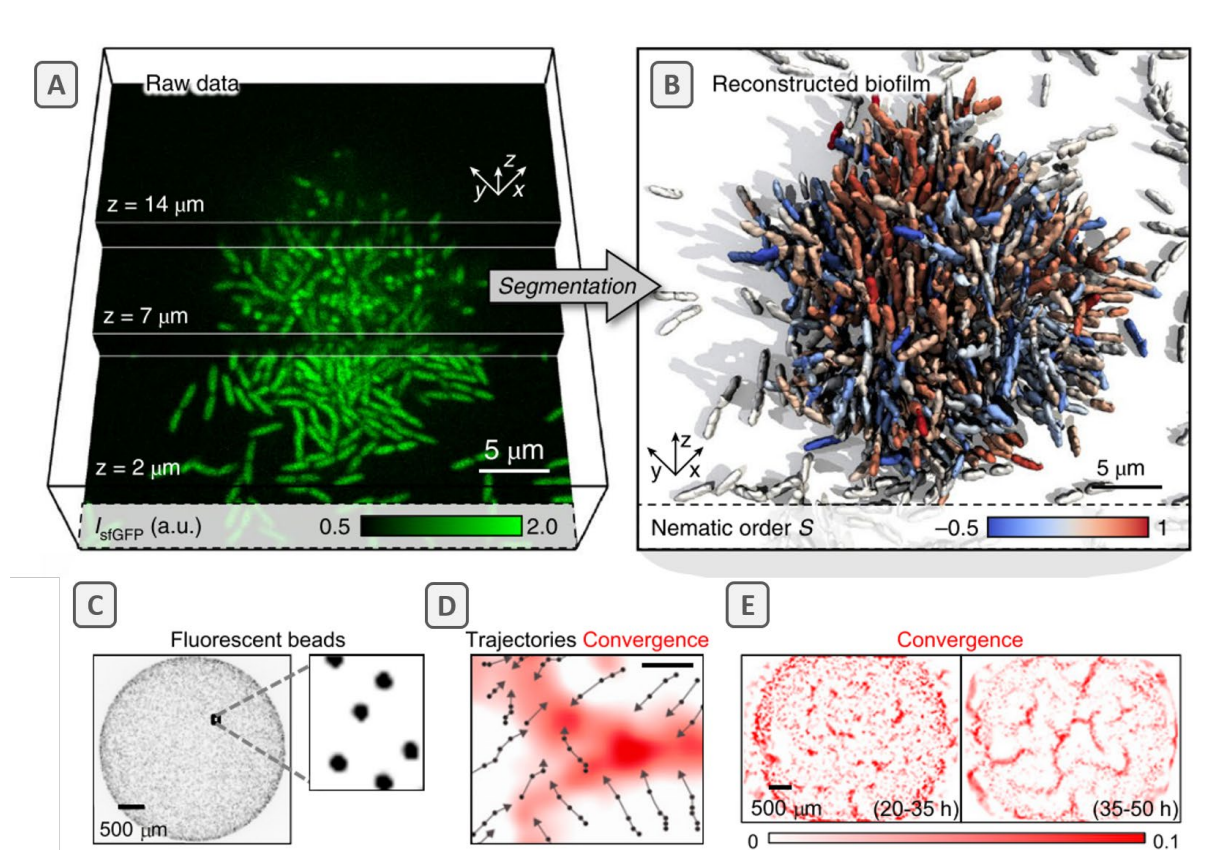 A
Raw data
z = 14 μm
z
y x
z = 7 μm
z = 2 μm
5 μm
IsfGFP (a.u.) 0.5 2.0
Segmentation
B
Reconstructed biofilm
z
y x
5 μm
Nematic order S −0.5 1
C
Fluorescent beads
500 μm
D
Trajectories Convergence
E
Convergence
500 μm (20-35 h) (35-50 h)
0 0.1